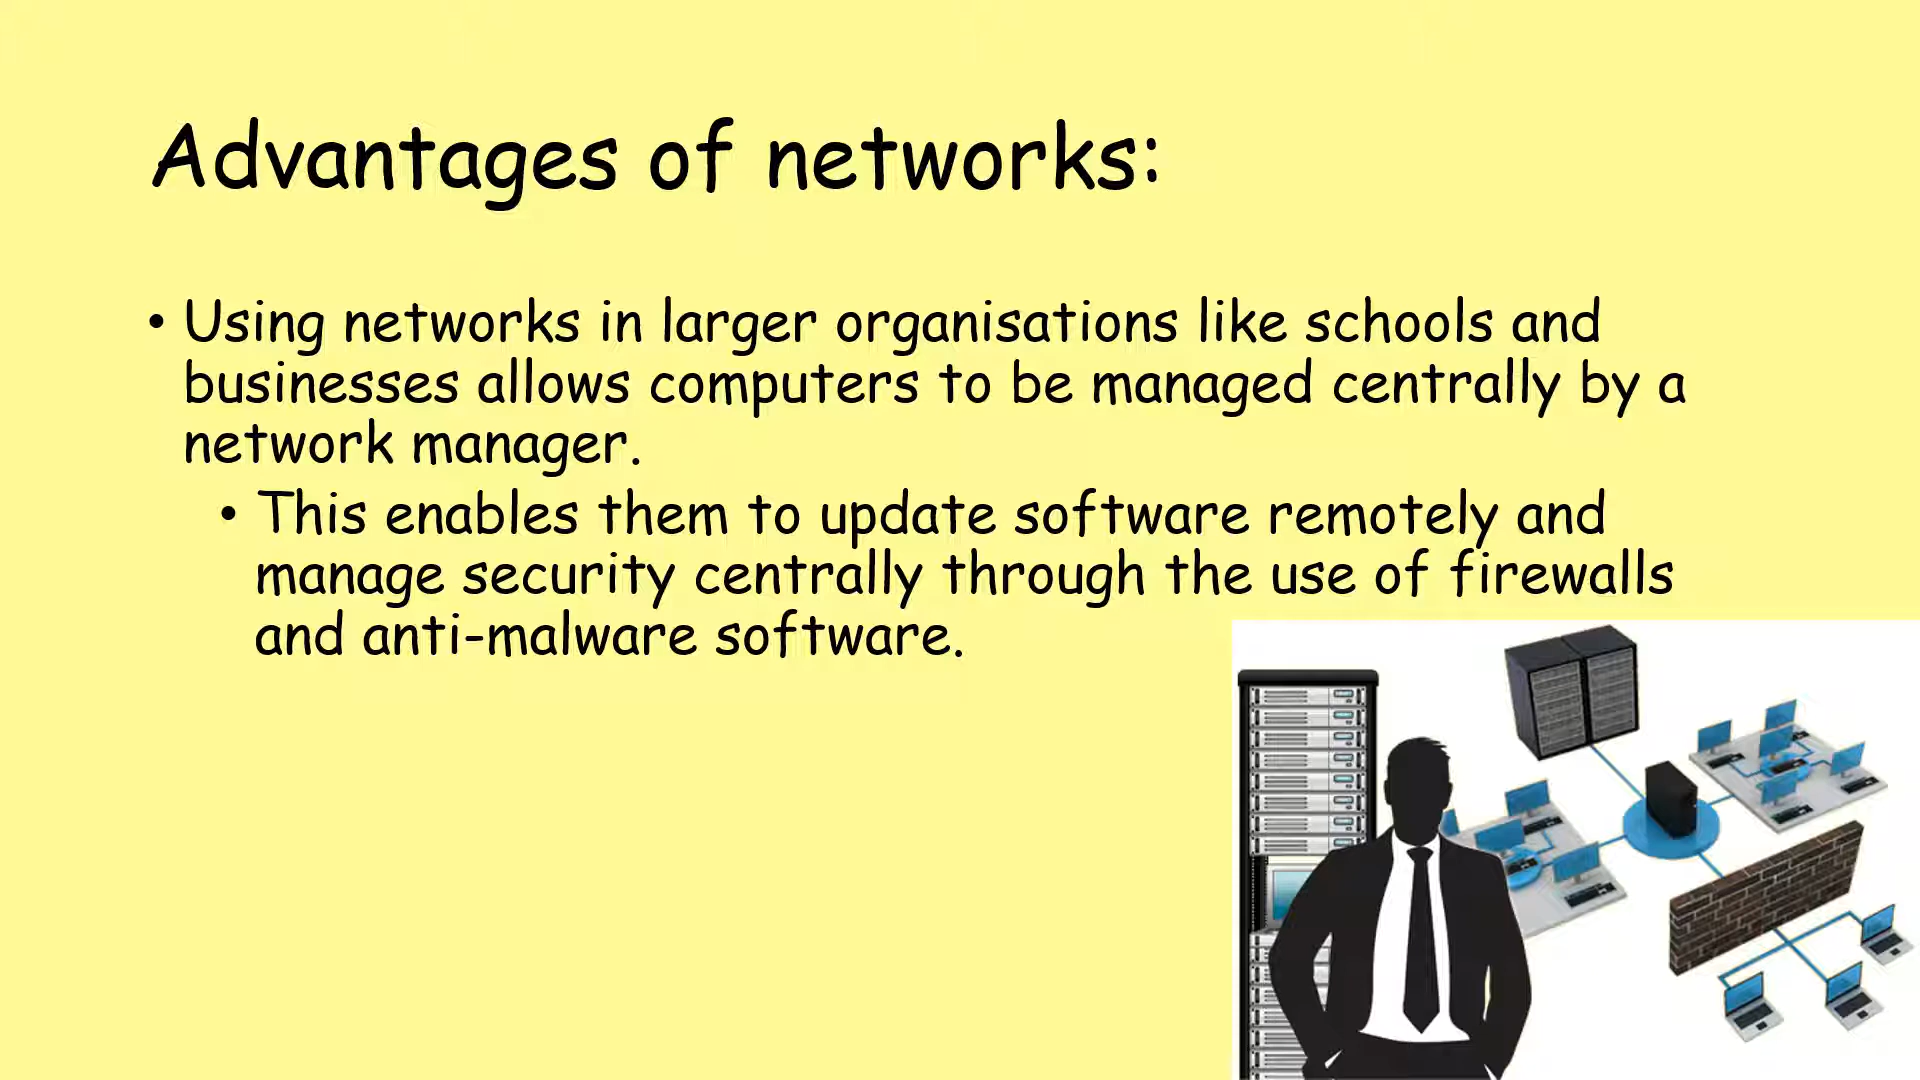 Advantages of networks:
• Using networks in larger organisations like schools and
businesses allows computers to be managed centrally by a
network manager.
• This enables them to update software remotely and
manage security centrally through the use of firewalls
and anti-malware software.